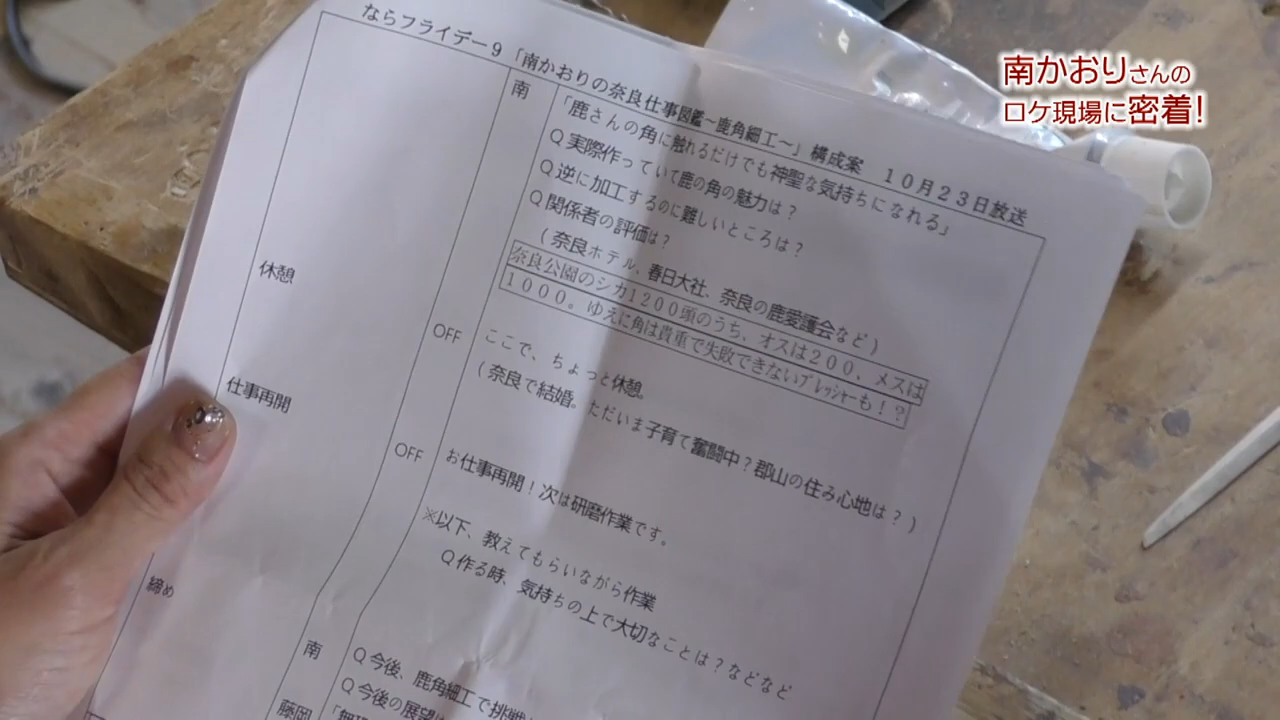 南かおりさんの
ロケ現場に密着!
ならフライデー９「南かおりの奈良仕事図鑑～鹿角細工～」構成案　１０月２３日放送
南
「鹿さんの角に触れるだけでも神聖な気持ちになれる」
Ｑ実際作っていて鹿の角の魅力は？
Ｑ逆に加工するのに難しいところは？
Ｑ関係者の評価は？
（奈良ホテル、春日大社、奈良の鹿愛護会など）
奈良公園のシカ１２００頭のうち、オスは２００、メスは
１０００。ゆえに角は貴重で失敗できないプレッシャーも！？
休憩
OFF
ここで、ちょっと休憩。
（奈良で結婚。ただいま子育て奮闘中？郡山の住み心地は？）
仕事再開
OFF
お仕事再開！次は研磨作業です。
※以下、教えてもらいながら作業
Ｑ作る時、気持ちの上で大切なことは？などなど
締め
南
Ｑ今後、鹿角細工で挑戦
Ｑ今後の展望は
藤岡